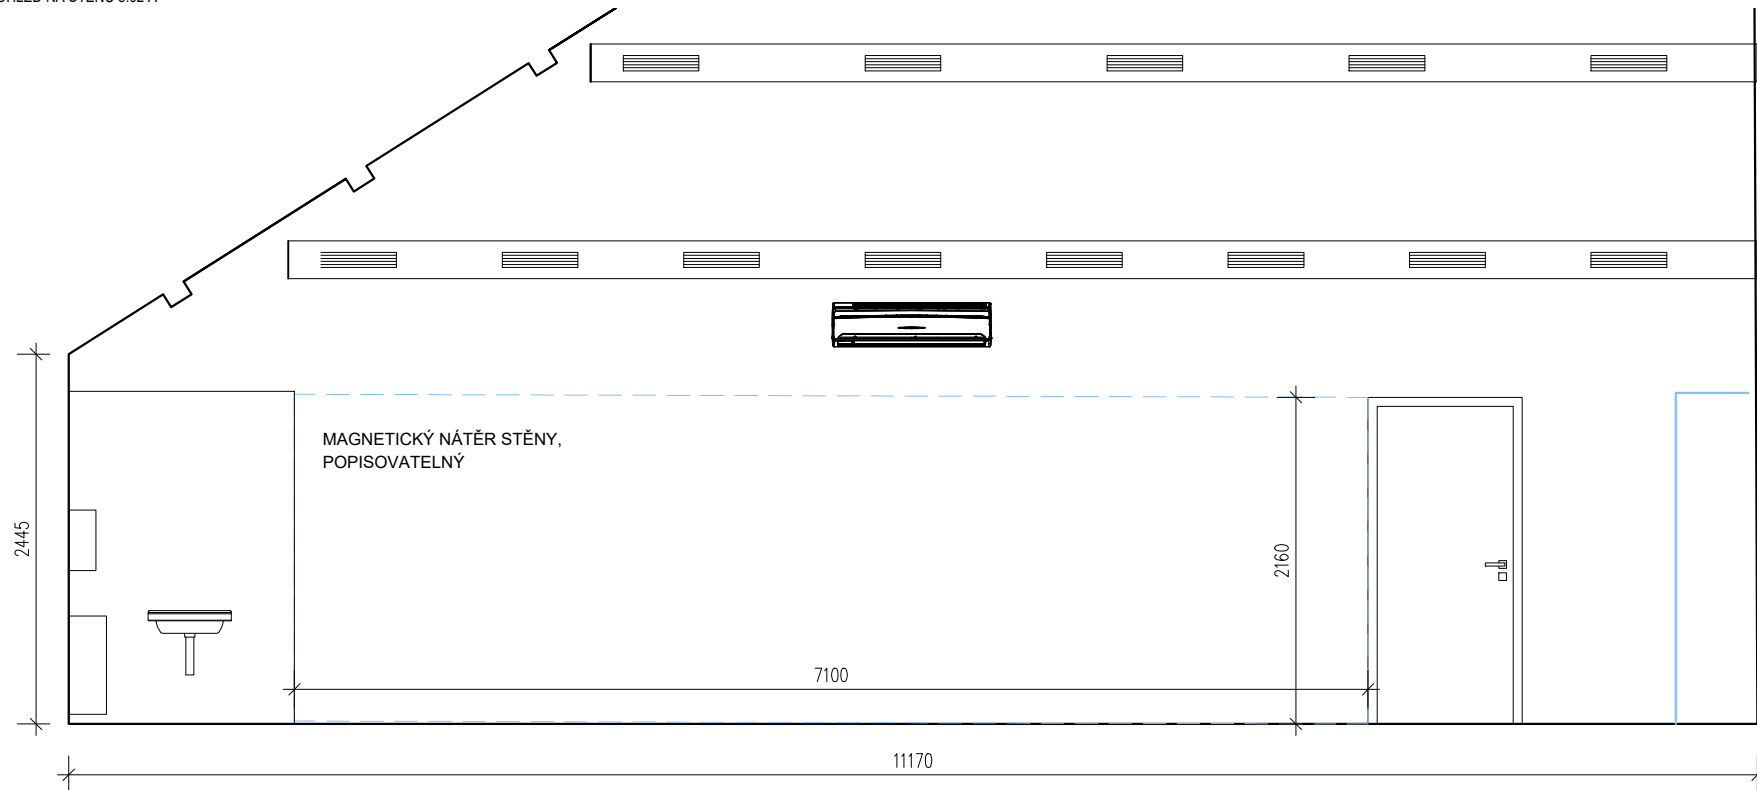 MAGNETICKÝ NÁTĚR STĚNY,
POPISOVATELNÝ
2445
2160
7100
11170